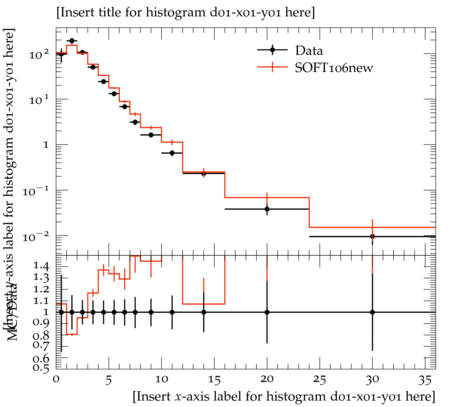 [Insert title for histogram d01-x01-y01 here]
[Insert y-axis label for histogram d01-x01-y01 here]
10²
10¹
1
10⁻¹
10⁻²
Data
SOFT106new
MC/Data
1.4
1.3
1.2
1.1
1
0.9
0.8
0.7
0.6
0.5
0 5 10 15 20 25 30 35
[Insert x-axis label for histogram d01-x01-y01 here]